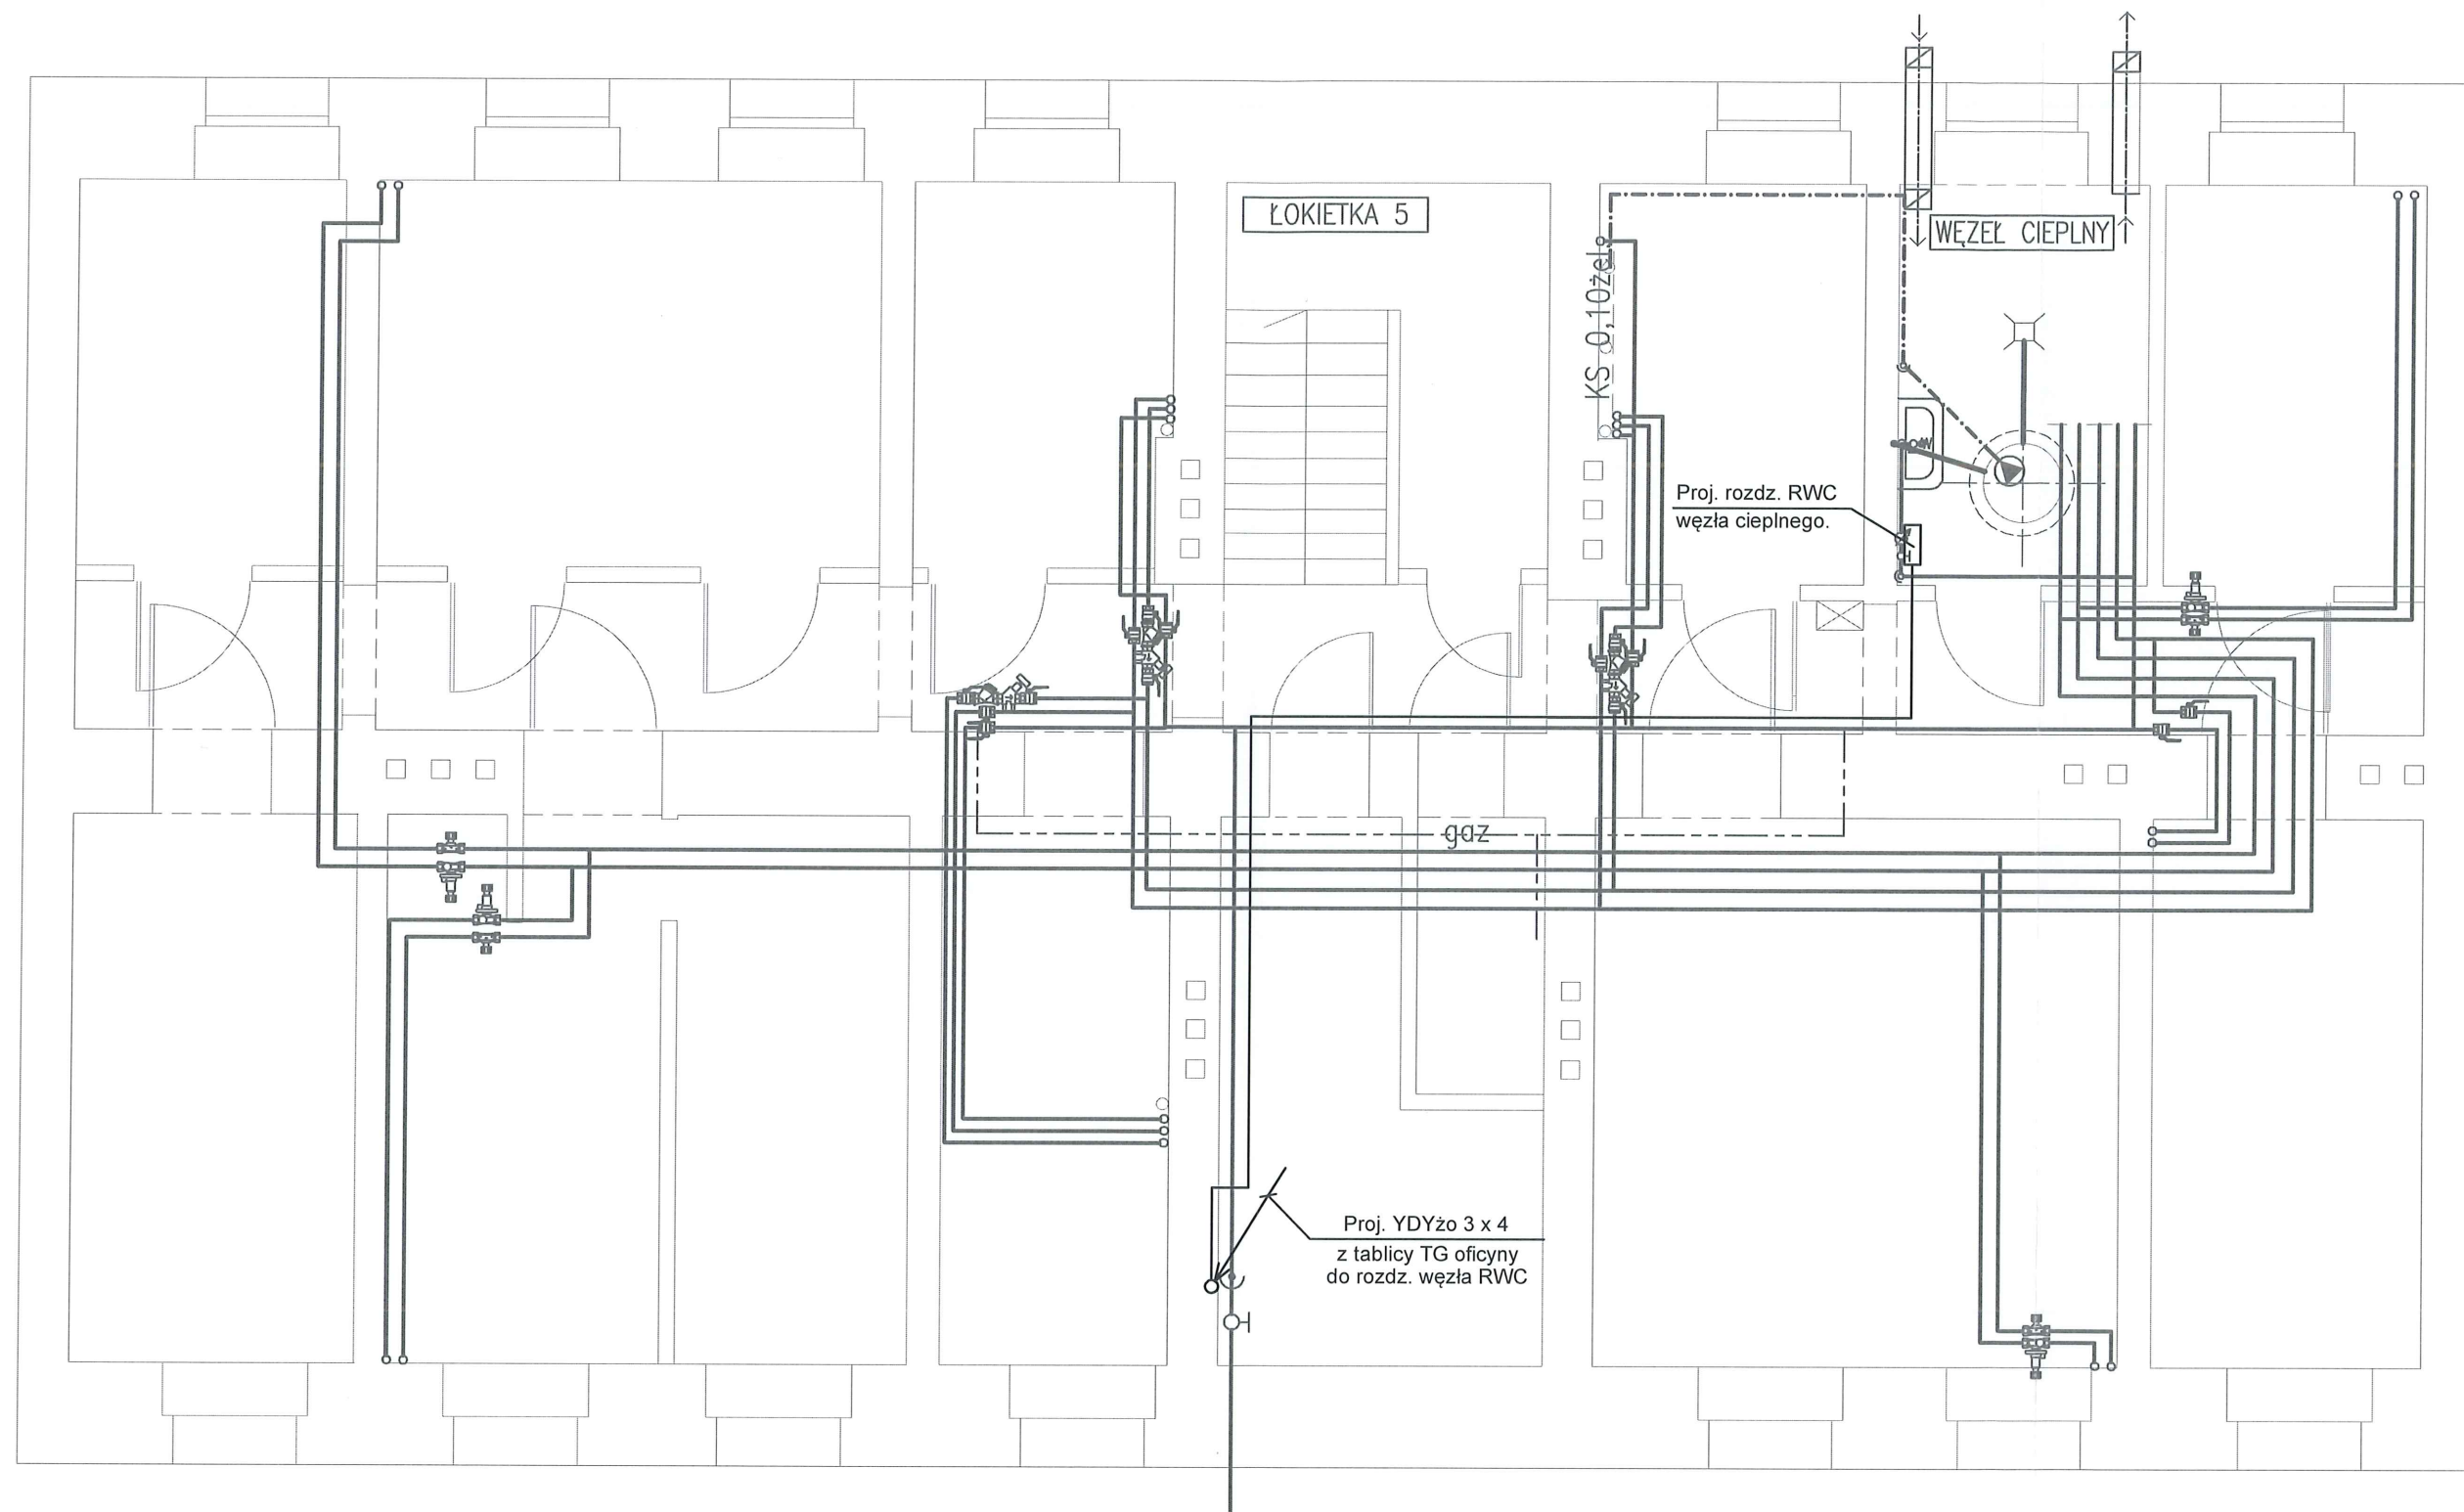 ŁOKIETKA 5
WĘZEŁ CIEPLNY
KS 0,10żel
Proj. rozdz. RWC
węzła cieplnego.
gaz
Proj. YDYżo 3 x 4
z tablicy TG oficyny
do rozdz. węzła RWC